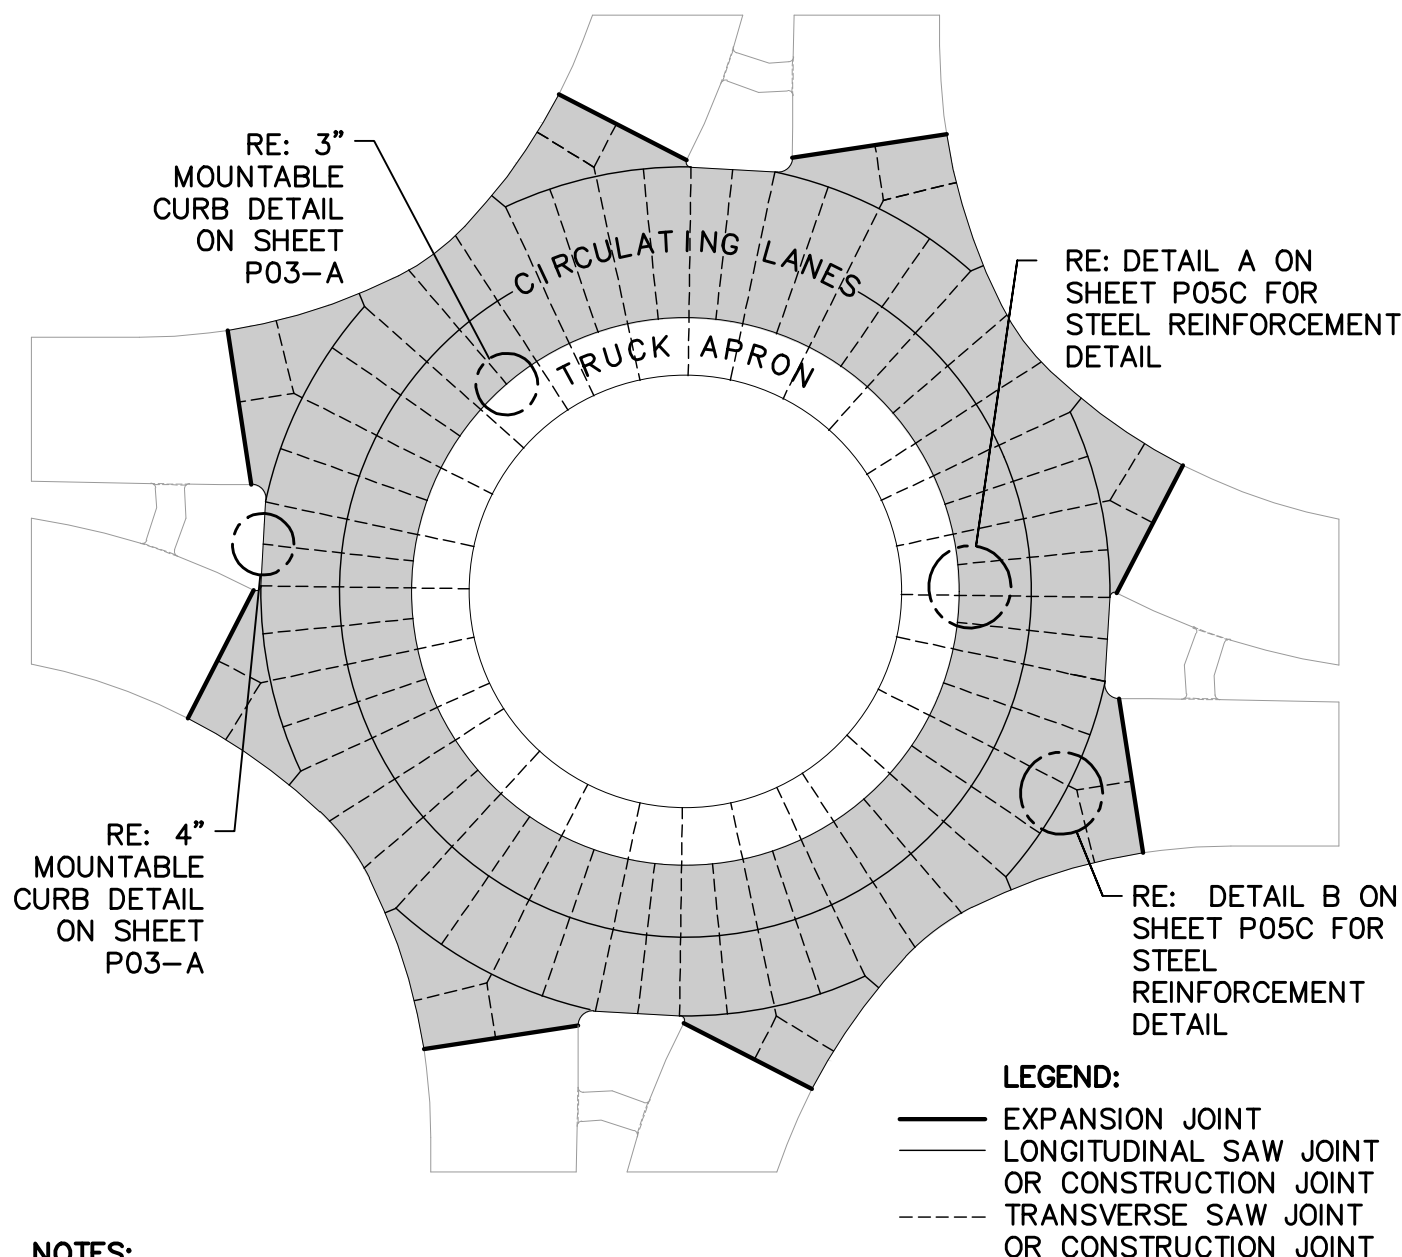 RE: 3"
MOUNTABLE
CURB DETAIL
ON SHEET
P03-A
CIRCULATING LANES
TRUCK APRON
RE: DETAIL A ON
SHEET P05C FOR
STEEL REINFORCEMENT
DETAIL
RE: 4"
MOUNTABLE
CURB DETAIL
ON SHEET
P03-A
RE: DETAIL B ON
SHEET P05C FOR
STEEL
REINFORCEMENT
DETAIL
LEGEND:
EXPANSION JOINT
LONGITUDINAL SAW JOINT
OR CONSTRUCTION JOINT
TRANSVERSE SAW JOINT
OR CONSTRUCTION JOINT
NOTES: